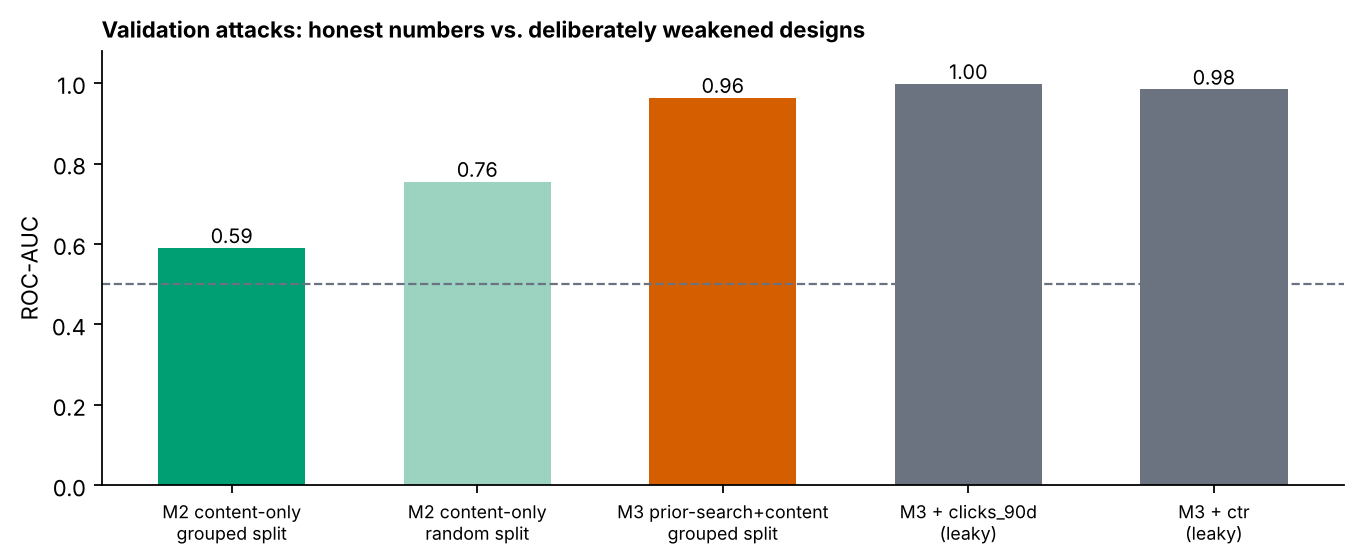 Validation attacks: honest numbers vs. deliberately weakened designs
ROC-AUC
1.0
0.8
0.6
0.4
0.2
0.0
0.59
0.76
0.96
1.00
0.98
M2 content-only
grouped split
M2 content-only
random split
M3 prior-search+content
grouped split
M3 + clicks_90d
(leaky)
M3 + ctr
(leaky)